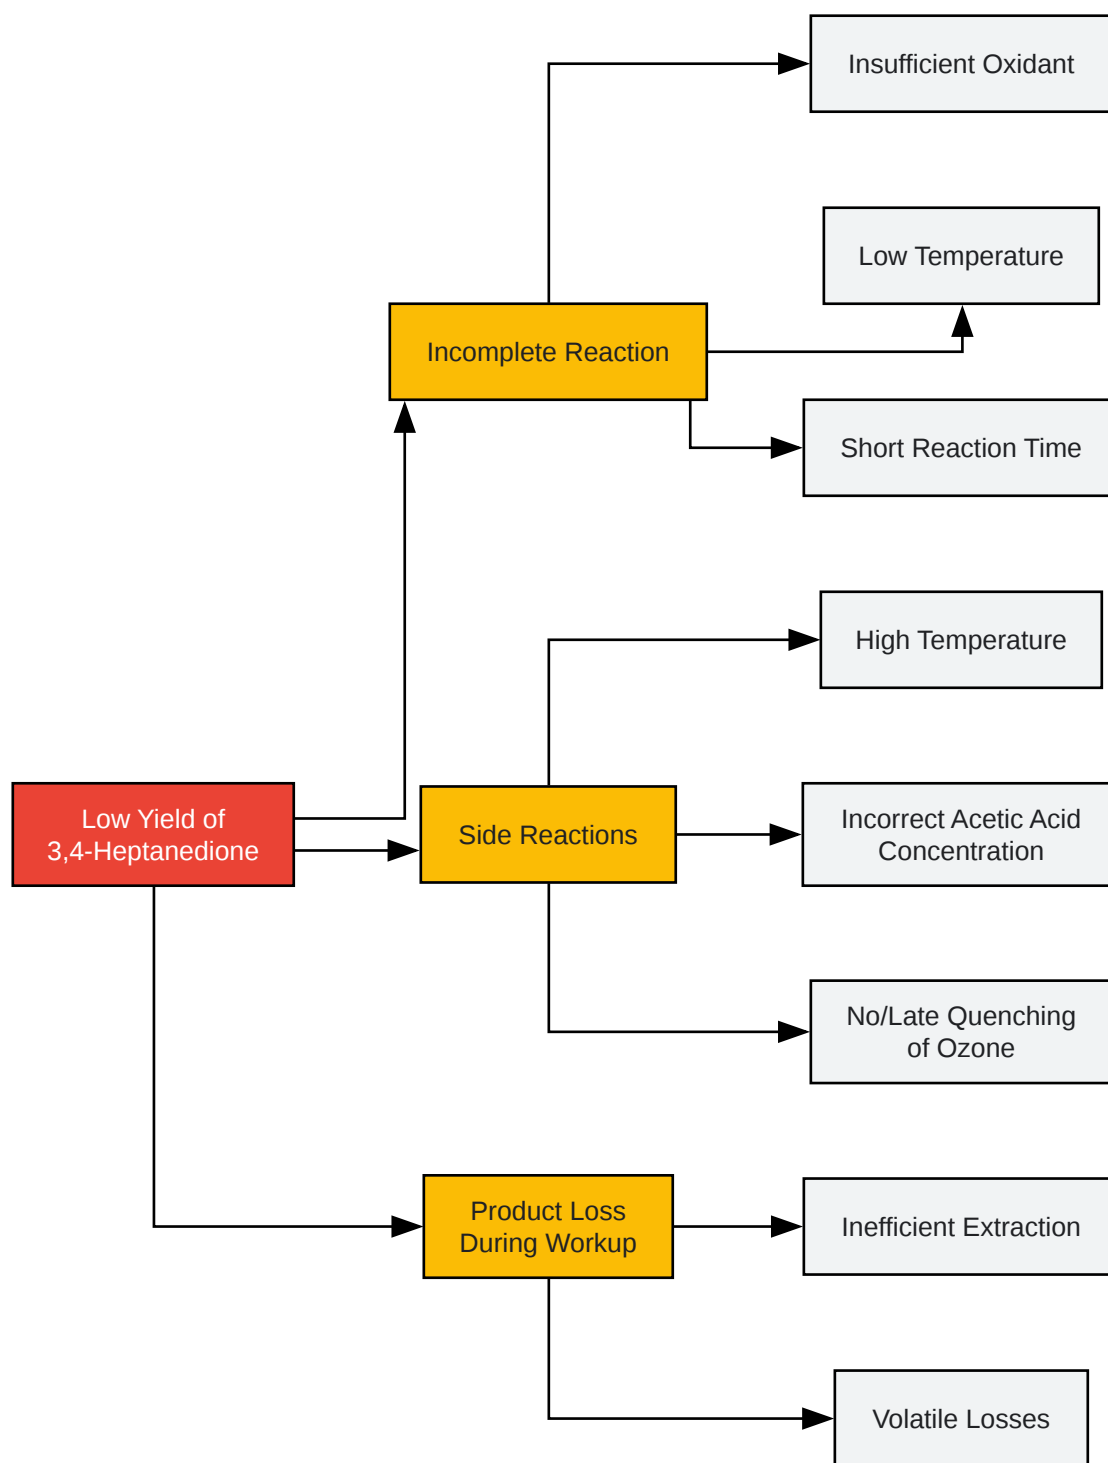 Insufficient Oxidant
Low Temperature
Incomplete Reaction
Short Reaction Time
High Temperature
Low Yield of
3,4-Heptanedione
Side Reactions
Incorrect Acetic Acid
Concentration
No/Late Quenching
of Ozone
Product Loss
During Workup
Inefficient Extraction
Volatile Losses